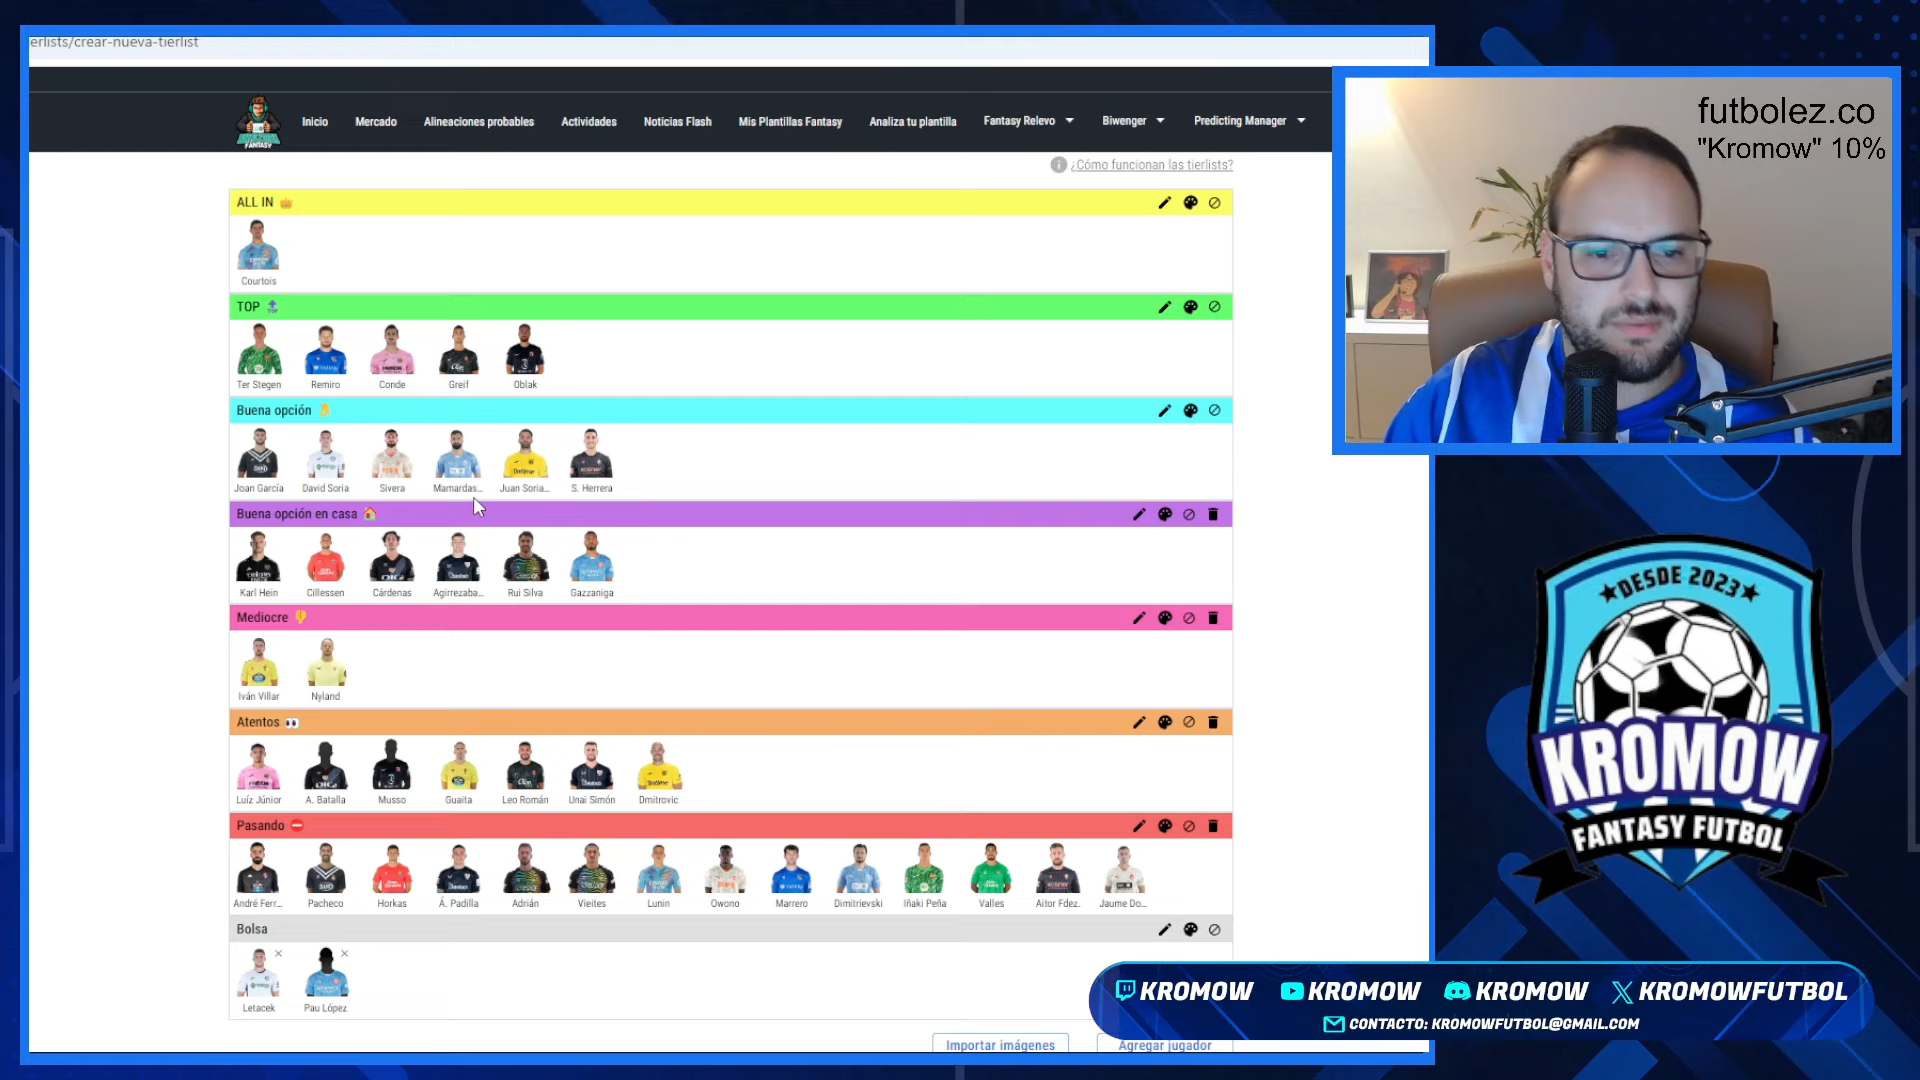 erlists/crear-nueva-tierlist
FANTASY
Inicio Mercado Alineaciones probables Actividades Noticias Flash Mis Plantillas Fantasy Analiza tu plantilla Fantasy Relevo Biwenger Predicting Manager
¿Cómo funcionan las tierlists?
ALL IN
Courtois
TOP
Ter Stegen Remiro Conde Greif Oblak
Buena opción
Joan García David Soria Sivera Mamardas... Juan Soria... S. Herrera
Buena opción en casa
Karl Hein Cillessen Cárdenas Agirrezaba... Rui Silva Gazzaniga
Mediocre
Iván Villar Nyland
Atentos
Luíz Júnior A. Batalla Musso Guaita Leo Román Unai Simón Dmitrovic
Pasando
André Ferr... Pacheco Horkas Á. Padilla Adrián Vieites Lunin Owono Marrero Dimitrievski Iñaki Peña Valles Aitor Fdez. Jaume Do...
Bolsa
Letacek Pau López
Importar imágenes Agregar jugador
futbolez.co
"Kromow" 10%
DESDE 2023
KROMOW
FANTASY FUTBOL
KROMOW KROMOW KROMOW KROMOWFUTBOL
CONTACTO: KROMOWFUTBOL@GMAIL.COM